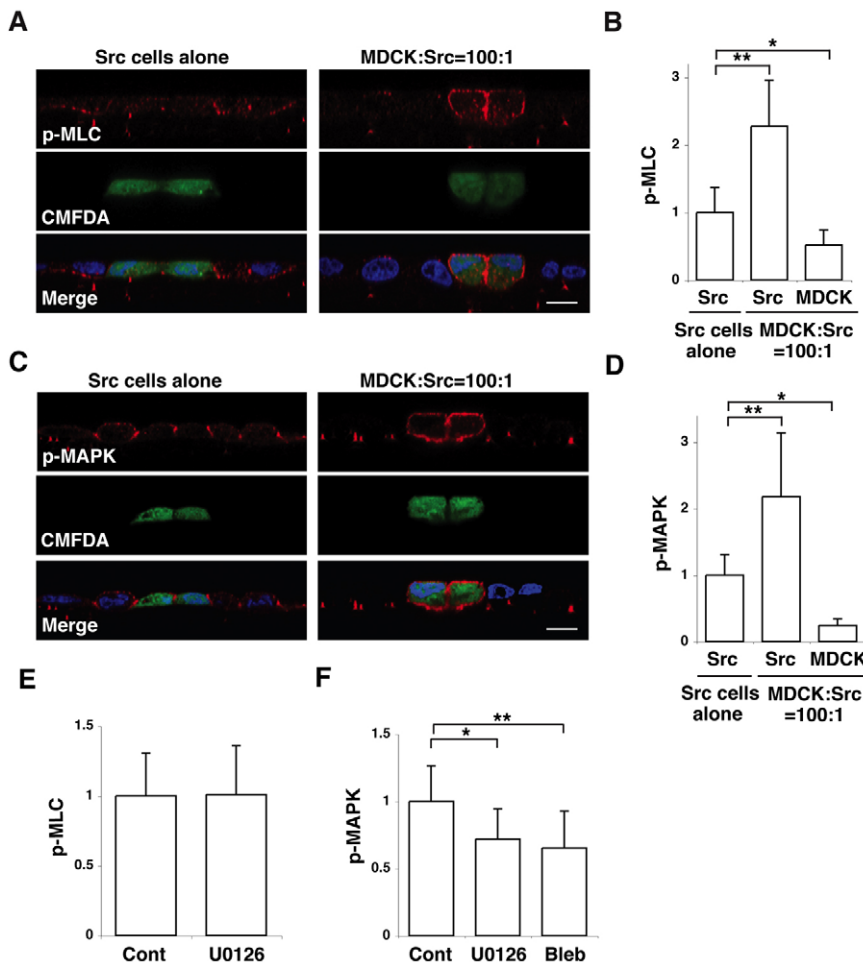 A
Src cells alone
MDCK:Src=100:1
p-MLC
CMFDA
Merge
B
p-MLC
3
2
1
0
**
*
Src
Src
MDCK
Src cells
alone
MDCK:Src
=100:1
C
Src cells alone
MDCK:Src=100:1
p-MAPK
CMFDA
Merge
D
p-MAPK
3
2
1
0
**
*
Src
Src
MDCK
Src cells
alone
MDCK:Src
=100:1
E
p-MLC
1.5
1
0.5
0
Cont
U0126
F
p-MAPK
1.5
1
0.5
0
*
**
Cont
U0126
Bleb